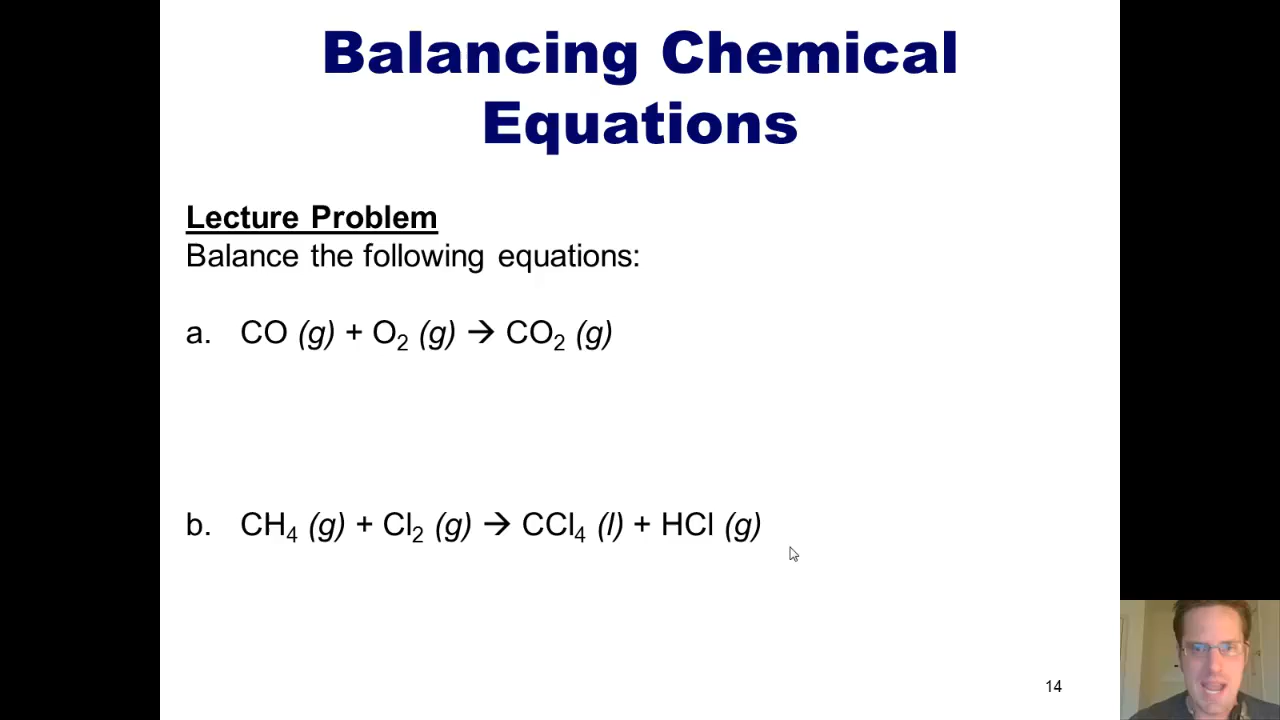 Balancing Chemical
Equations
Lecture Problem
Balance the following equations:
a. CO (g) + O₂ (g) → CO₂ (g)
b. CH₄ (g) + Cl₂ (g) → CCl₄ (l) + HCl (g)
14